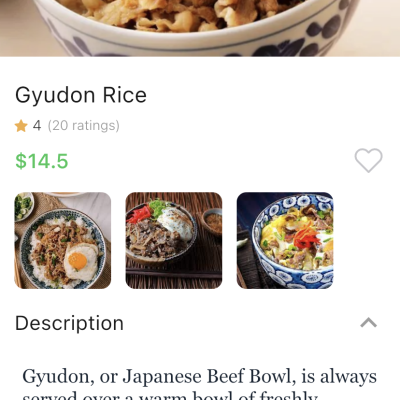 Gyudon Rice
4 (20 ratings)
$14.5
Description
Gyudon, or Japanese Beef Bowl, is always
served over a warm bowl of freshly